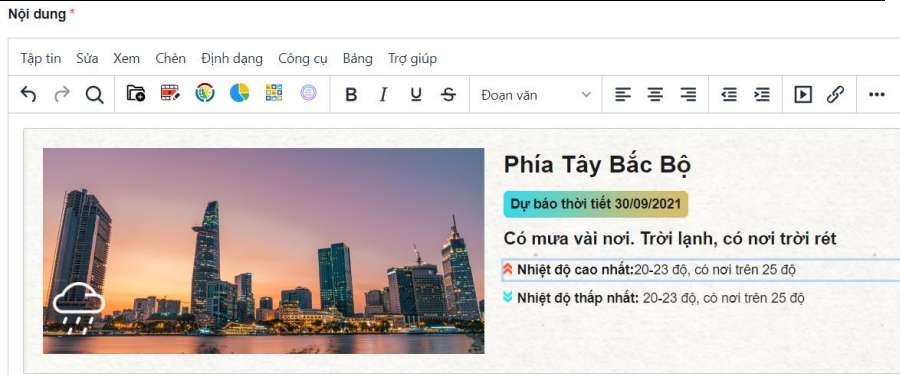 Nội dung *
Tập tin Sửa Xem Chèn Định dạng Công cụ Bảng Trợ giúp
B I U S Đoạn văn
Phía Tây Bắc Bộ
Dự báo thời tiết 30/09/2021
Có mưa vài nơi. Trời lạnh, có nơi trời rét
Nhiệt độ cao nhất:20-23 độ, có nơi trên 25 độ
Nhiệt độ thấp nhất: 20-23 độ, có nơi trên 25 độ